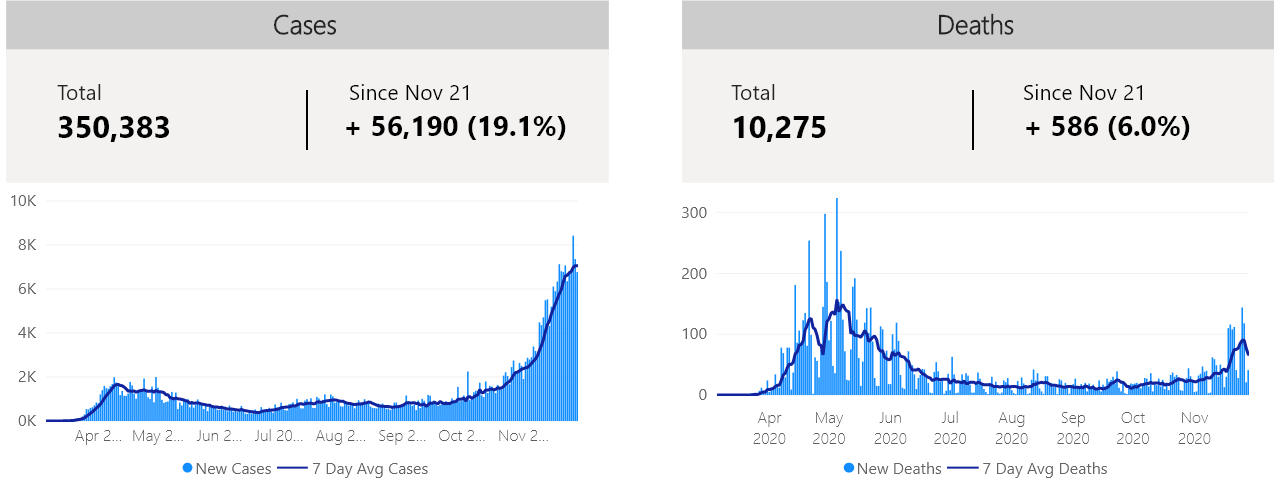 Cases
Total
350,383
Since Nov 21
+ 56,190 (19.1%)
10K
8K
6K
4K
2K
0K
Apr 2... May 2... Jun 2... Jul 20... Aug 2... Sep 2... Oct 2... Nov 2...
New Cases 7 Day Avg Cases
Deaths
Total
10,275
Since Nov 21
+ 586 (6.0%)
300
200
100
0
Apr May Jun Jul Aug Sep Oct Nov
2020 2020 2020 2020 2020 2020 2020 2020
New Deaths 7 Day Avg Deaths